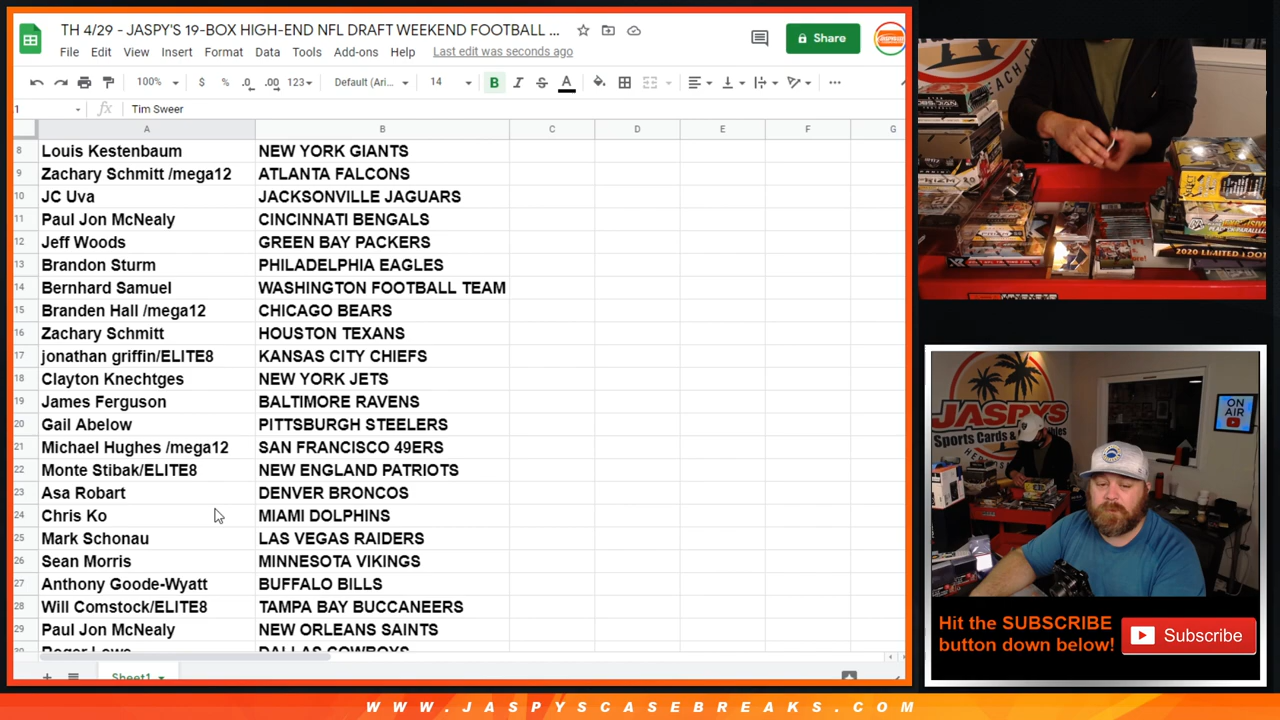 TH 4/29 - JASPY'S 19-BOX HIGH-END NFL DRAFT WEEKEND FOOTBALL ...
File Edit View Insert Format Data Tools Add-ons Help Last edit was seconds ago
Share
100% $ % .0 .00 123 Default (Ari... 14 B I S A
1 fx Tim Sweer
A B C D E F G
8 Louis Kestenbaum NEW YORK GIANTS
9 Zachary Schmitt /mega12 ATLANTA FALCONS
10 JC Uva JACKSONVILLE JAGUARS
11 Paul Jon McNealy CINCINNATI BENGALS
12 Jeff Woods GREEN BAY PACKERS
13 Brandon Sturm PHILADELPHIA EAGLES
14 Bernhard Samuel WASHINGTON FOOTBALL TEAM
15 Branden Hall /mega12 CHICAGO BEARS
16 Zachary Schmitt HOUSTON TEXANS
17 jonathan griffin/ELITE8 KANSAS CITY CHIEFS
18 Clayton Knechtges NEW YORK JETS
19 James Ferguson BALTIMORE RAVENS
20 Gail Abelow PITTSBURGH STEELERS
21 Michael Hughes /mega12 SAN FRANCISCO 49ERS
22 Monte Stibak/ELITE8 NEW ENGLAND PATRIOTS
23 Asa Robart DENVER BRONCOS
24 Chris Ko MIAMI DOLPHINS
25 Mark Schonau LAS VEGAS RAIDERS
26 Sean Morris MINNESOTA VIKINGS
27 Anthony Goode-Wyatt BUFFALO BILLS
28 Will Comstock/ELITE8 TAMPA BAY BUCCANEERS
29 Paul Jon McNealy NEW ORLEANS SAINTS
30 Roger Lowe DALLAS COWBOYS
Sheet1
2020 LIMITED
JASPYS
Sports Cards
ON
AIR
Hit the SUBSCRIBE
button down below!
Subscribe
WWW.JASPYSCASEBREAKS.COM